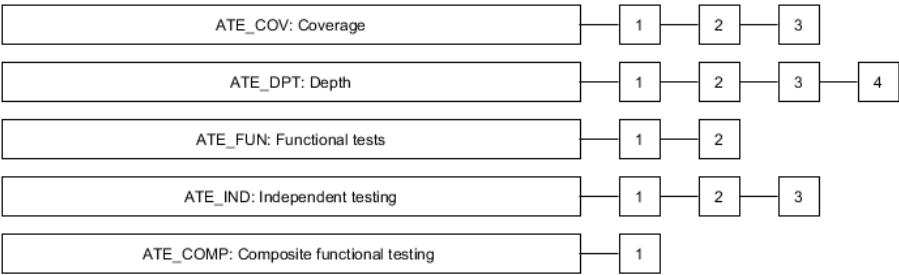 ATE_COV: Coverage 1 2 3
ATE_DPT: Depth 1 2 3 4
ATE_FUN: Functional tests 1 2
ATE_IND: Independent testing 1 2 3
ATE_COMP: Composite functional testing 1